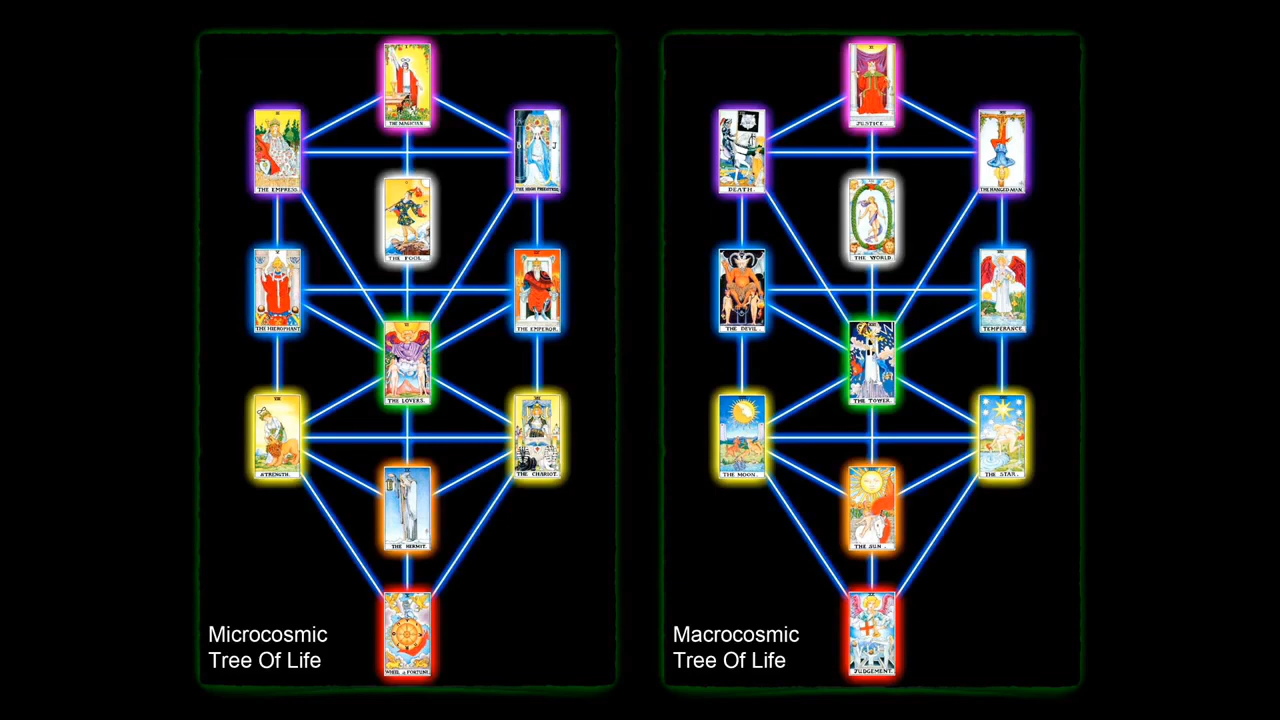 THE MAGICIAN.
THE EMPRESS.
B J
THE HIGH PRIESTESS
THE FOOL.
THE HIEROPHANT
THE EMPEROR.
THE LOVERS.
STRENGTH.
THE CHARIOT.
THE HERMIT.
WHEEL of FORTUNE.
Microcosmic
Tree Of Life
XI
JUSTICE.
DEATH.
THE HANGED MAN.
THE WORLD.
THE DEVIL.
TEMPERANCE.
THE TOWER.
THE MOON.
THE STAR.
THE SUN.
XX
JUDGEMENT.
Macrocosmic
Tree Of Life